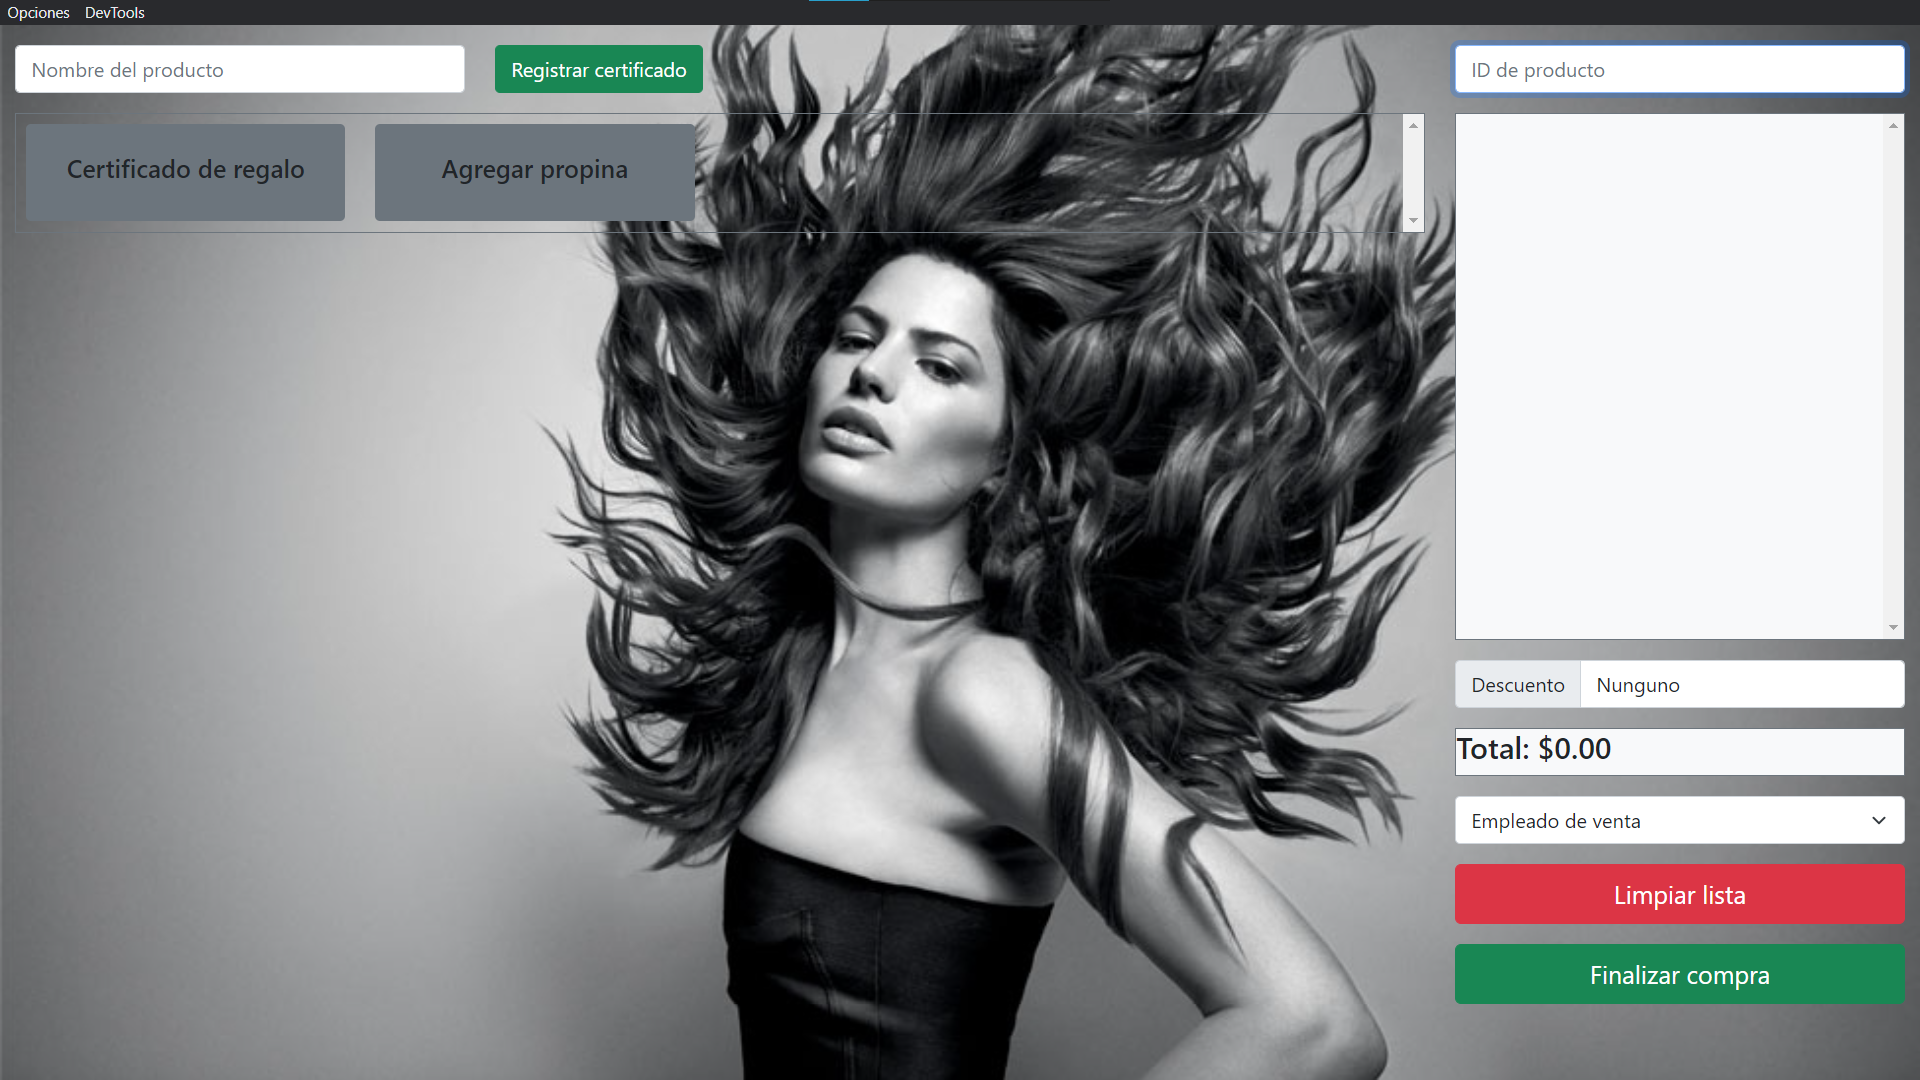 Opciones DevTools
Nombre del producto
Registrar certificado
ID de producto
Certificado de regalo
Agregar propina
Descuento Nunguno
Total: $0.00
Empleado de venta
Limpiar lista
Finalizar compra